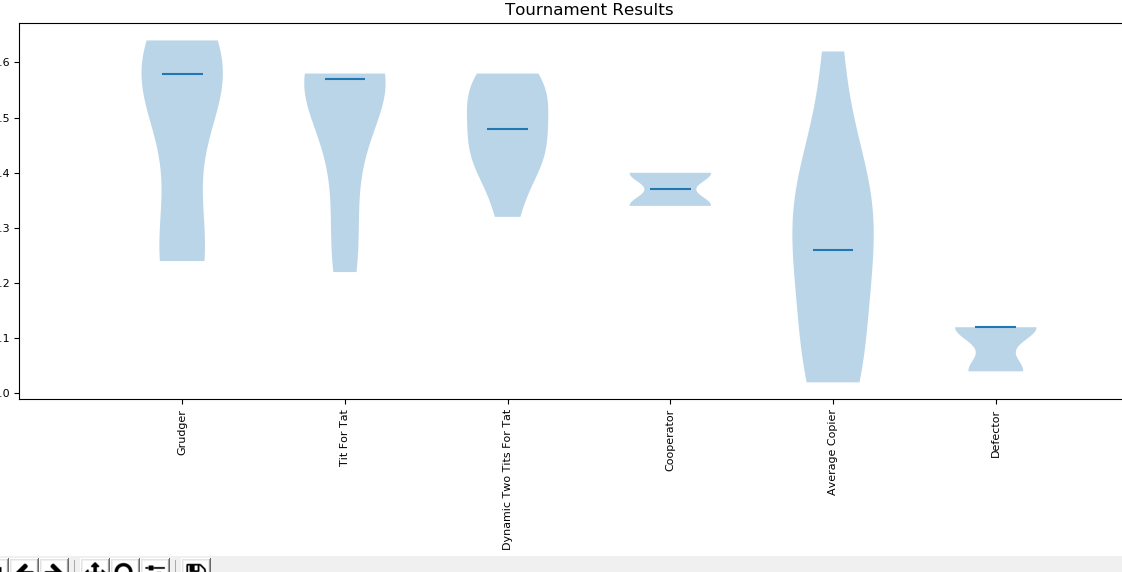 Tournament Results
.6
.5
.4
.3
.2
.1
.0
Grudger
Tit For Tat
Dynamic Two Tits For Tat
Cooperator
Average Copier
Defector